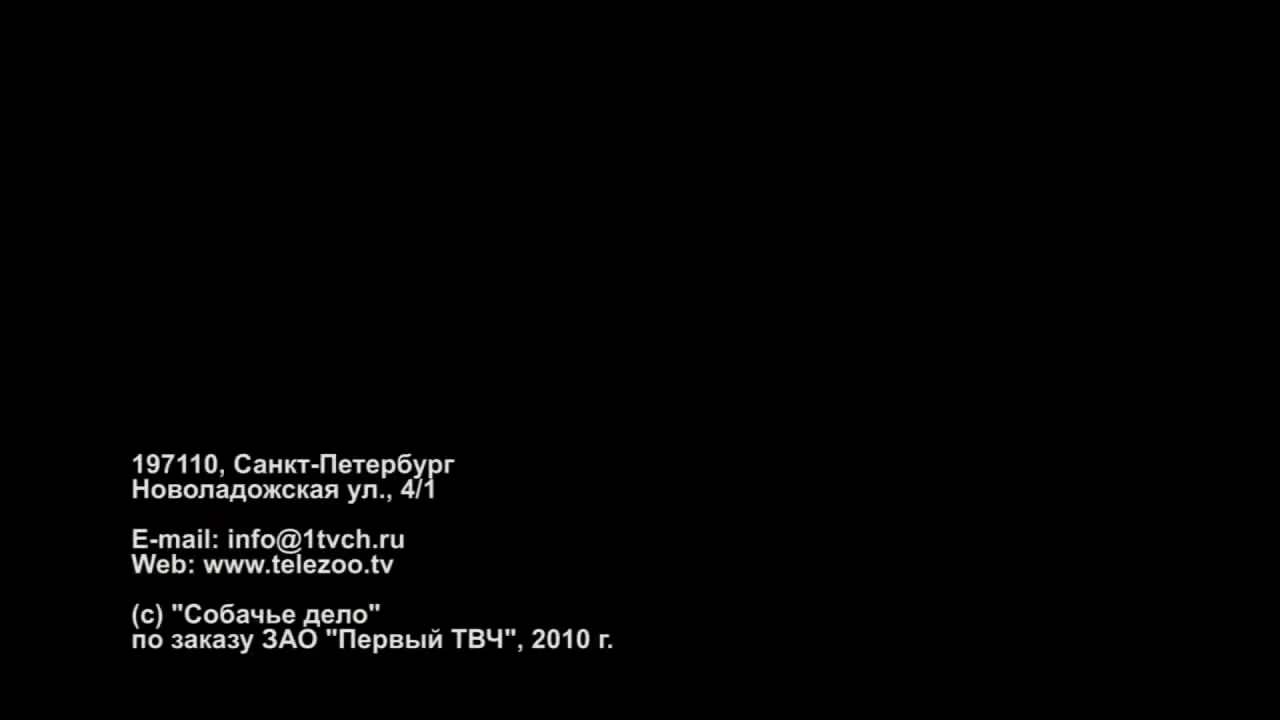 197110, Санкт-Петербург
Новоладожская ул., 4/1
E-mail: info@1tvch.ru
Web: www.telezoo.tv
(с) "Собачье дело"
по заказу ЗАО "Первый ТВЧ", 2010 г.